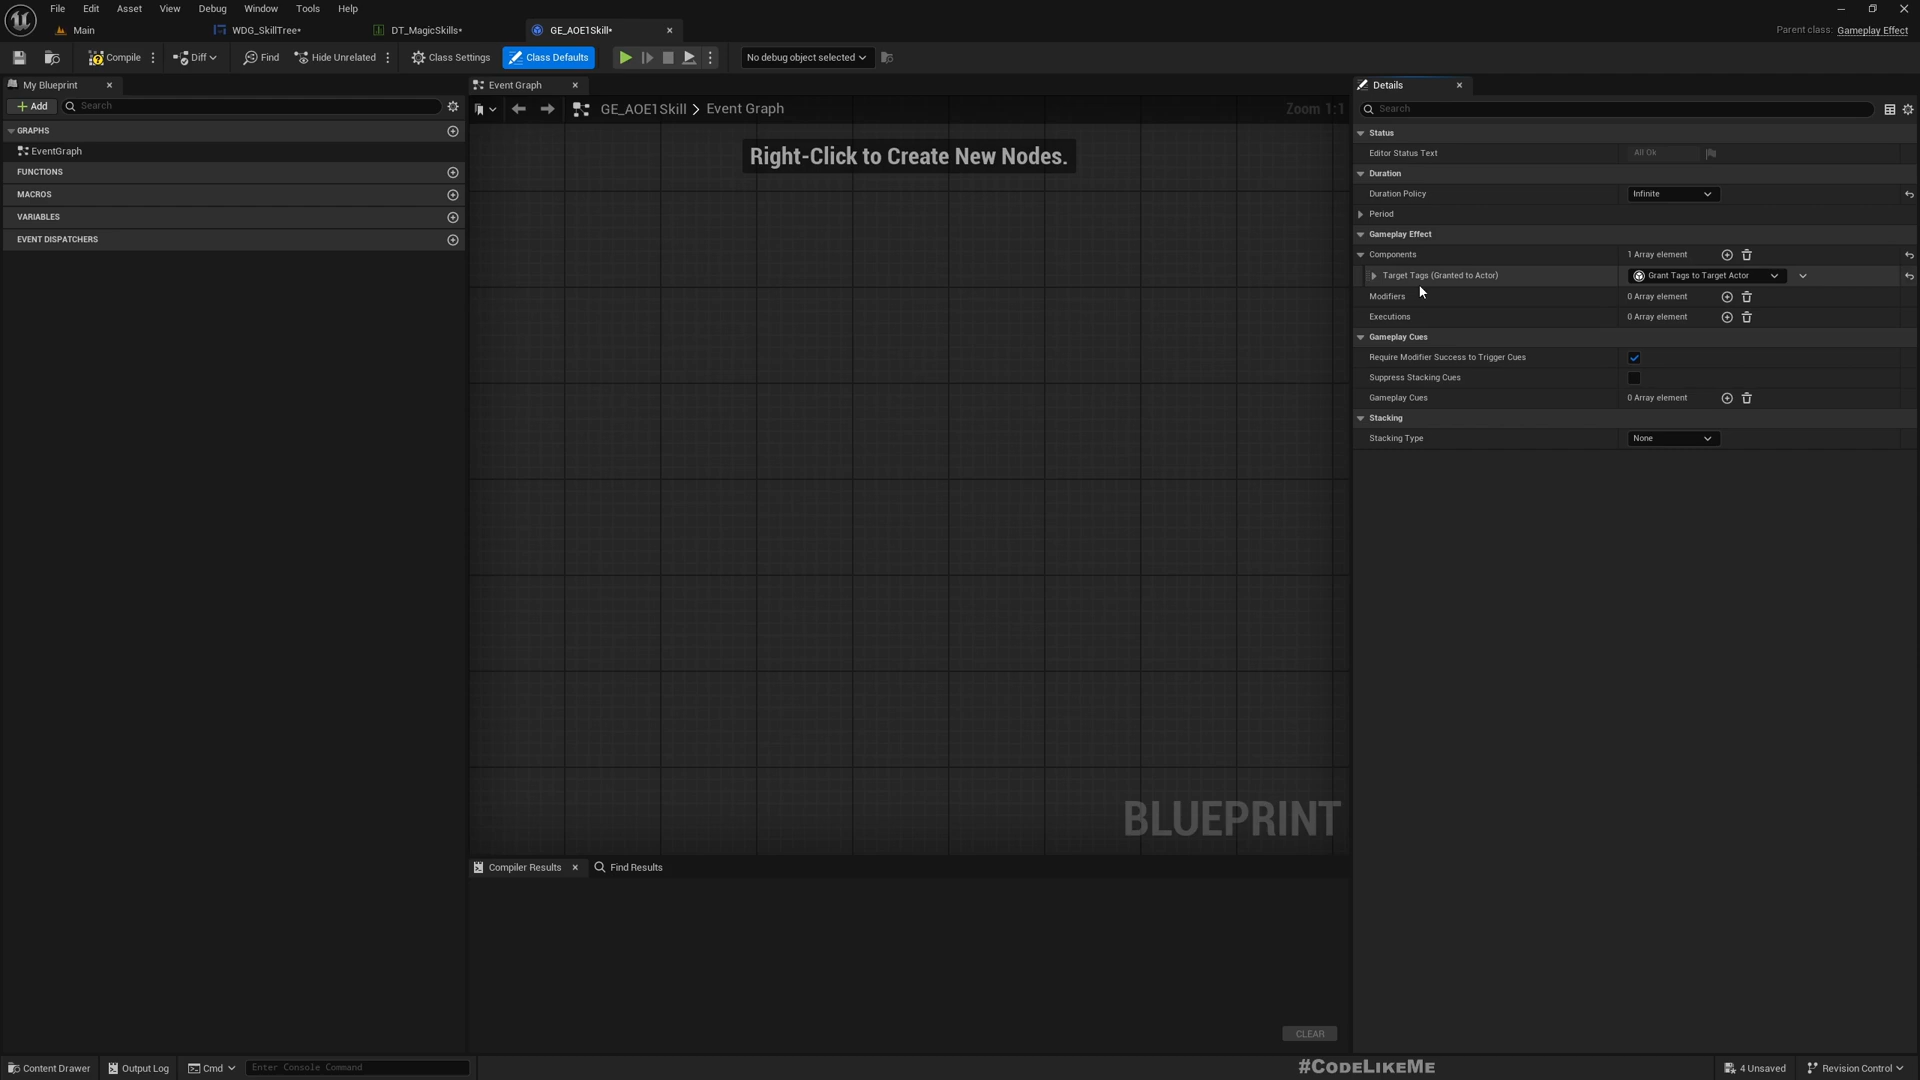 File Edit Asset View Debug Window Tools Help
Main WDG_SkillTree* DT_MagicSkills* GE_AOE1Skill* Parent class: Gameplay Effect
Compile Diff Find Hide Unrelated Class Settings Class Defaults No debug object selected
My Blueprint
Add Search
GRAPHS
EventGraph
FUNCTIONS
MACROS
VARIABLES
EVENT DISPATCHERS
Event Graph
GE_AOE1Skill > Event Graph Zoom 1:1
Right-Click to Create New Nodes.
BLUEPRINT
Compiler Results Find Results
CLEAR
Details
Search
Status
Editor Status Text All Ok
Duration
Duration Policy Infinite
Period
Gameplay Effect
Components 1 Array element
Target Tags (Granted to Actor) Grant Tags to Target Actor
Modifiers 0 Array element
Executions 0 Array element
Gameplay Cues
Require Modifier Success to Trigger Cues
Suppress Stacking Cues
Gameplay Cues 0 Array element
Stacking
Stacking Type None
Content Drawer Output Log Cmd Enter Console Command #CODELIKEME 4 Unsaved Revision Control